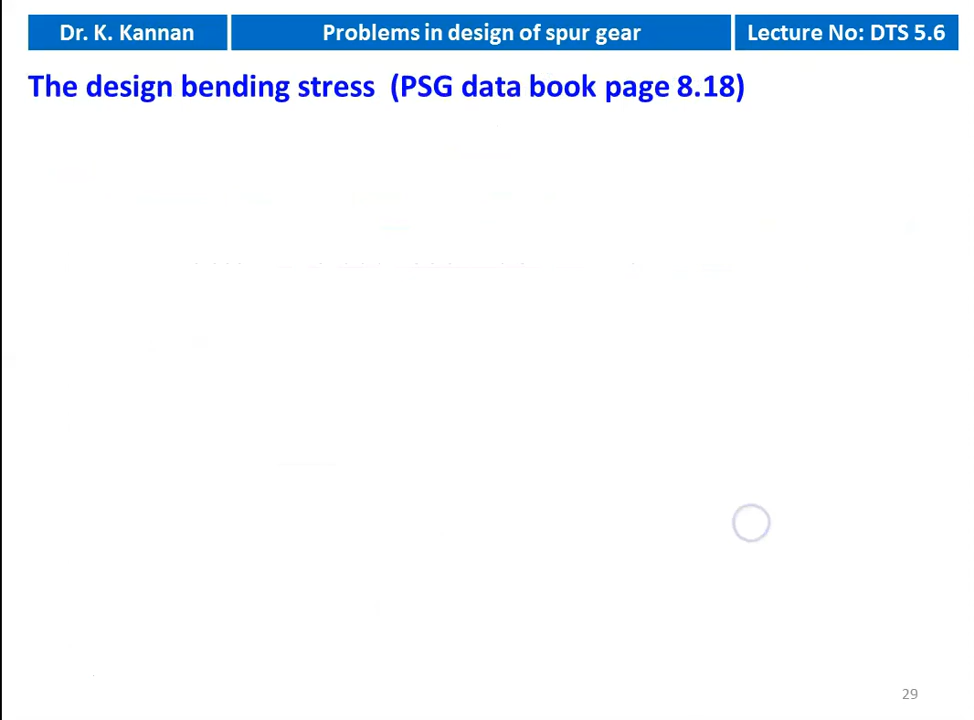 Dr. K. Kannan
Problems in design of spur gear
Lecture No: DTS 5.6
The design bending stress (PSG data book page 8.18)
29